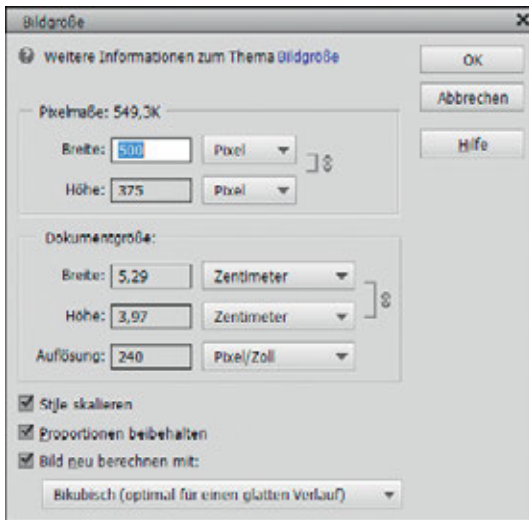 Bildgröße
Weitere Informationen zum Thema Bildgröße
OK
Abbrechen
Hilfe
Pixelmaße: 549,3K
Breite: 500 Pixel
Höhe: 375 Pixel
Dokumentgröße:
Breite: 5,29 Zentimeter
Höhe: 3,97 Zentimeter
Auflösung: 240 Pixel/Zoll
Stile skalieren
Proportionen beibehalten
Bild neu berechnen mit:
Bikubisch (optimal für einen glatten Verlauf)